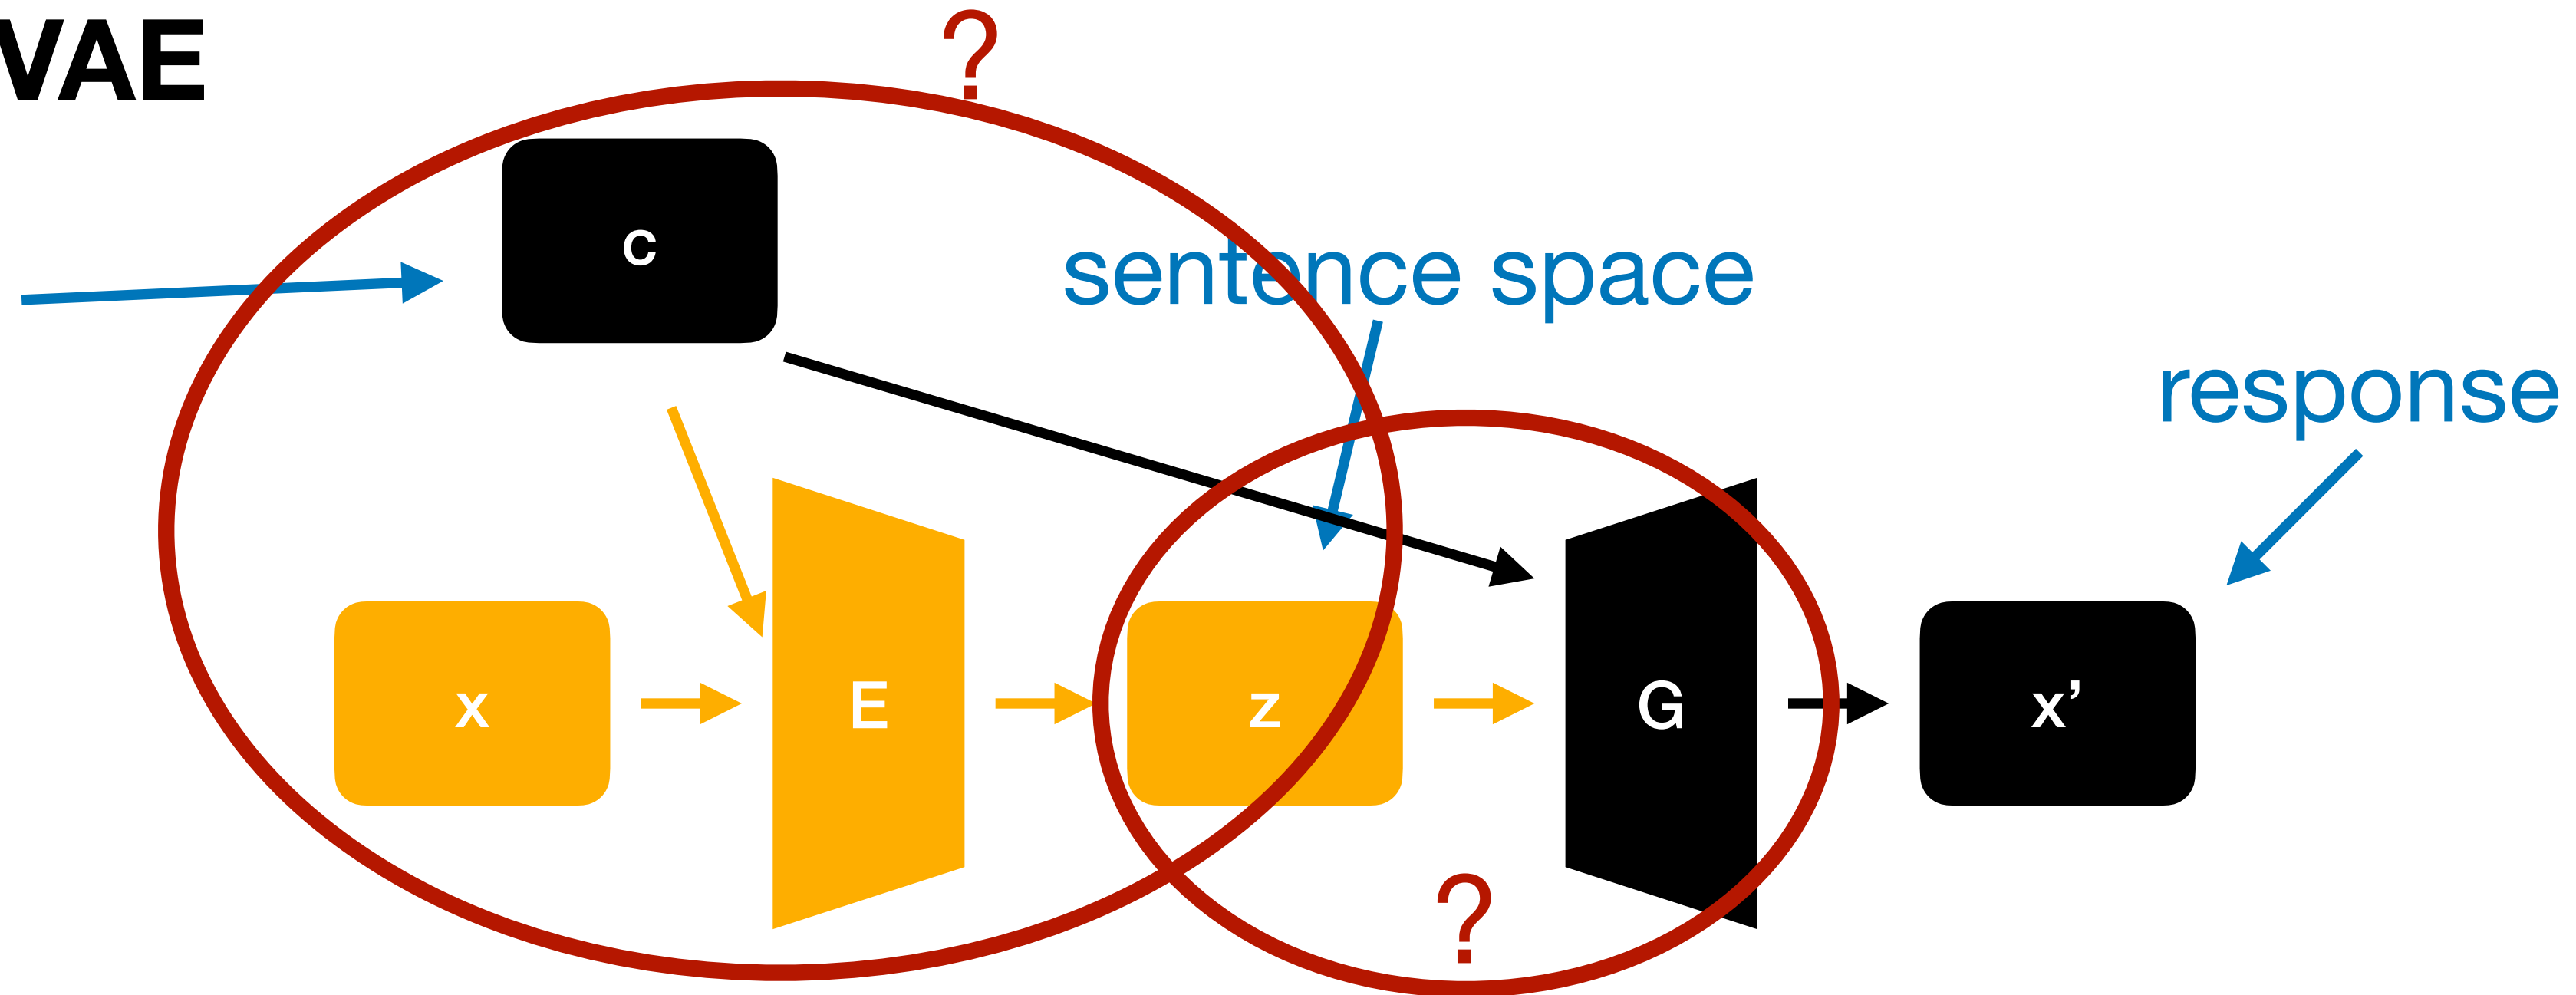 VAE
?
c
sentence space
response
x
E
z
G
x’
?